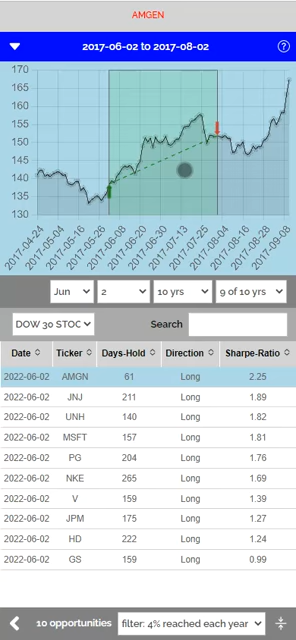 AMGEN
2017-06-02 to 2017-08-02 ?
170
165
160
155
150
145
140
135
130
2017-04-24 2017-05-04 2017-05-16 2017-05-26 2017-06-08 2017-06-20 2017-06-30 2017-07-13 2017-07-25 2017-08-04 2017-08-16 2017-08-28 2017-09-08
Jun 2 10 yrs 9 of 10 yrs
DOW 30 STOC Search
Date Ticker Days-Hold Direction Sharpe-Ratio
2022-06-02 AMGN 61 Long 2.25
2022-06-02 JNJ 211 Long 1.89
2022-06-02 UNH 140 Long 1.82
2022-06-02 MSFT 157 Long 1.81
2022-06-02 PG 204 Long 1.76
2022-06-02 NKE 265 Long 1.69
2022-06-02 V 159 Long 1.39
2022-06-02 JPM 175 Long 1.27
2022-06-02 HD 222 Long 1.24
2022-06-02 GS 159 Long 0.99
10 opportunities filter: 4% reached each year